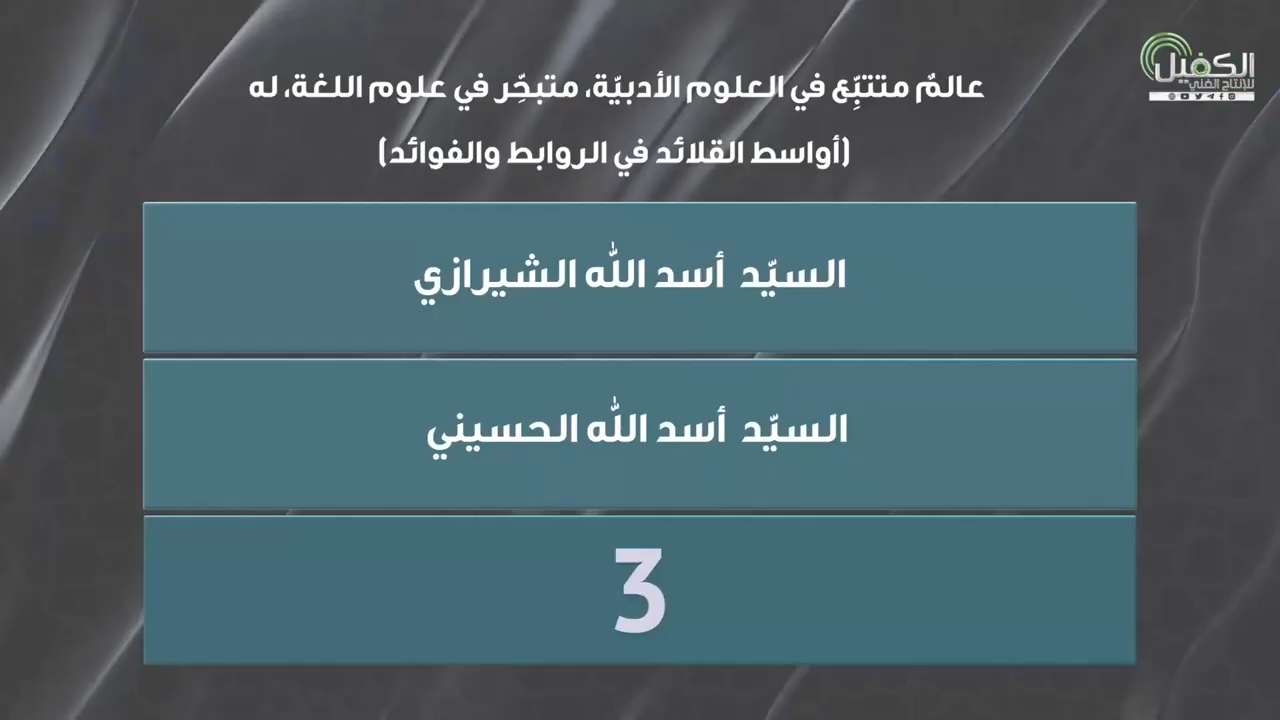 عالمٌ متتبِّع في العلوم الأدبيّة، متبحِّر في علوم اللغة، له
(أواسط القلائد في الروابط والفوائد)
السيّد أسد الله الشيرازي
السيّد أسد الله الحسيني
3
الكفيل
للإنتاج الفني